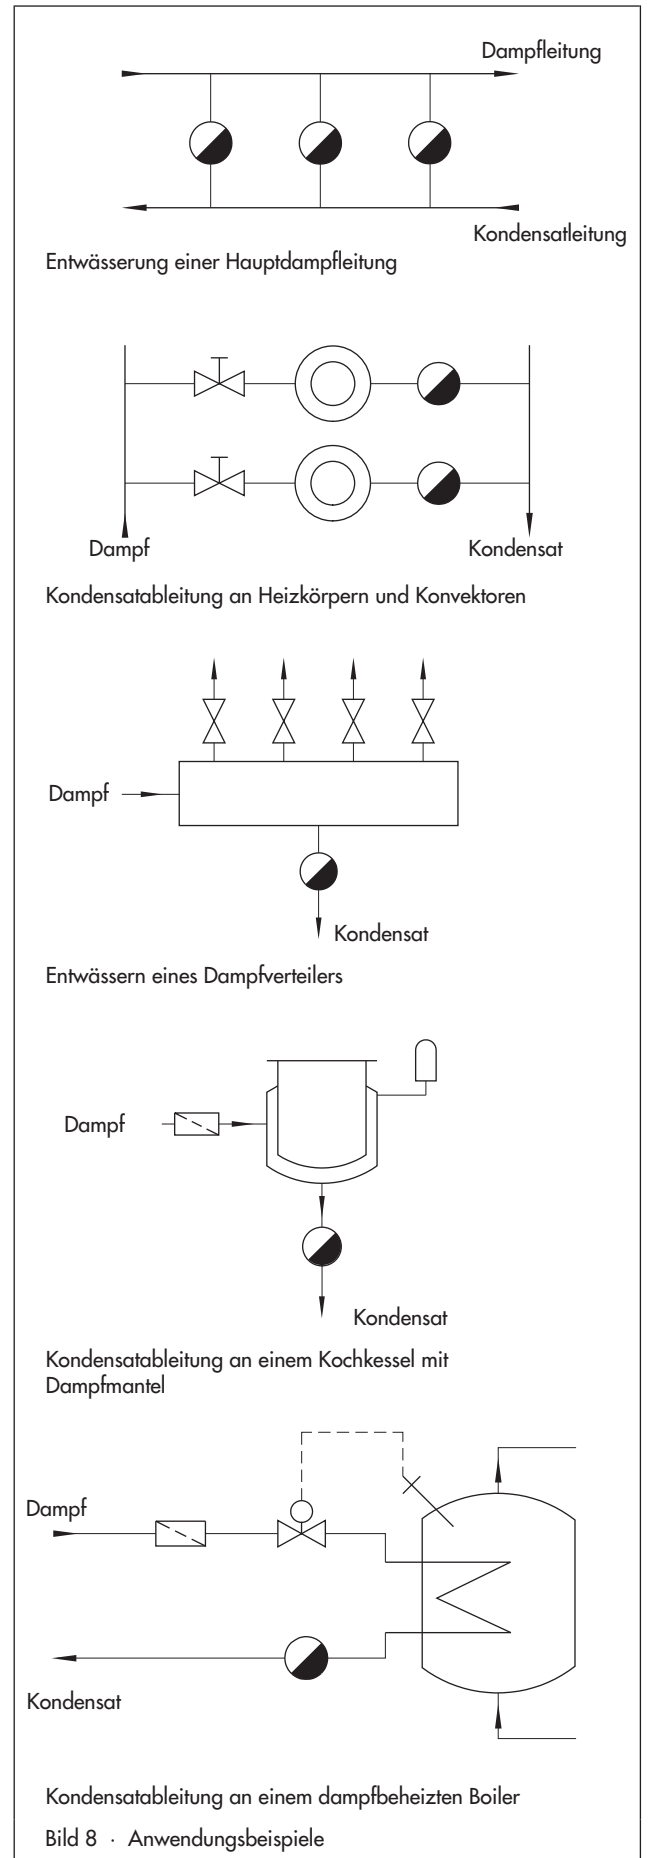 Dampfleitung
Kondensatleitung
Entwässerung einer Hauptdampfleitung
Dampf
Kondensat
Kondensatableitung an Heizkörpern und Konvektoren
Dampf
Kondensat
Entwässern eines Dampfverteilers
Dampf
Kondensat
Kondensatableitung an einem Kochkessel mit
Dampfmantel
Dampf
Kondensat
Kondensatableitung an einem dampfbeheizten Boiler
Bild 8 · Anwendungsbeispiele